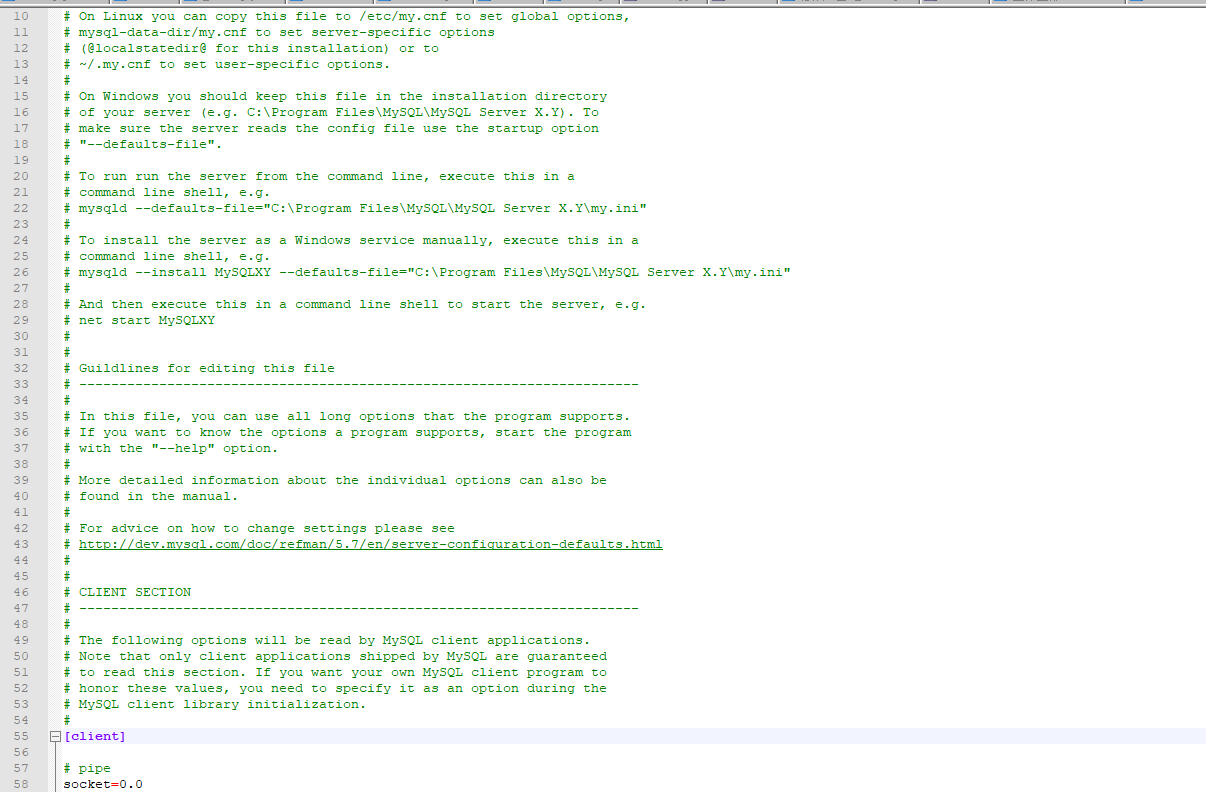 10 # On Linux you can copy this file to /etc/my.cnf to set global options,
11 # mysql-data-dir/my.cnf to set server-specific options
12 # (@localstatedir@ for this installation) or to
13 # ~/.my.cnf to set user-specific options.
14 #
15 # On Windows you should keep this file in the installation directory
16 # of your server (e.g. C:\Program Files\MySQL\MySQL Server X.Y). To
17 # make sure the server reads the config file use the startup option
18 # "--defaults-file".
19 #
20 # To run run the server from the command line, execute this in a
21 # command line shell, e.g.
22 # mysqld --defaults-file="C:\Program Files\MySQL\MySQL Server X.Y\my.ini"
23 #
24 # To install the server as a Windows service manually, execute this in a
25 # command line shell, e.g.
26 # mysqld --install MySQLXY --defaults-file="C:\Program Files\MySQL\MySQL Server X.Y\my.ini"
27 #
28 # And then execute this in a command line shell to start the server, e.g.
29 # net start MySQLXY
30 #
31 #
32 # Guildlines for editing this file
33 # ----------------------------------------------------------------------
34 #
35 # In this file, you can use all long options that the program supports.
36 # If you want to know the options a program supports, start the program
37 # with the "--help" option.
38 #
39 # More detailed information about the individual options can also be
40 # found in the manual.
41 #
42 # For advice on how to change settings please see
43 # http://dev.mysql.com/doc/refman/5.7/en/server-configuration-defaults.html
44 #
45 #
46 # CLIENT SECTION
47 # ----------------------------------------------------------------------
48 #
49 # The following options will be read by MySQL client applications.
50 # Note that only client applications shipped by MySQL are guaranteed
51 # to read this section. If you want your own MySQL client program to
52 # honor these values, you need to specify it as an option during the
53 # MySQL client library initialization.
54 #
55 [client]
56
57 # pipe
58 socket=0.0